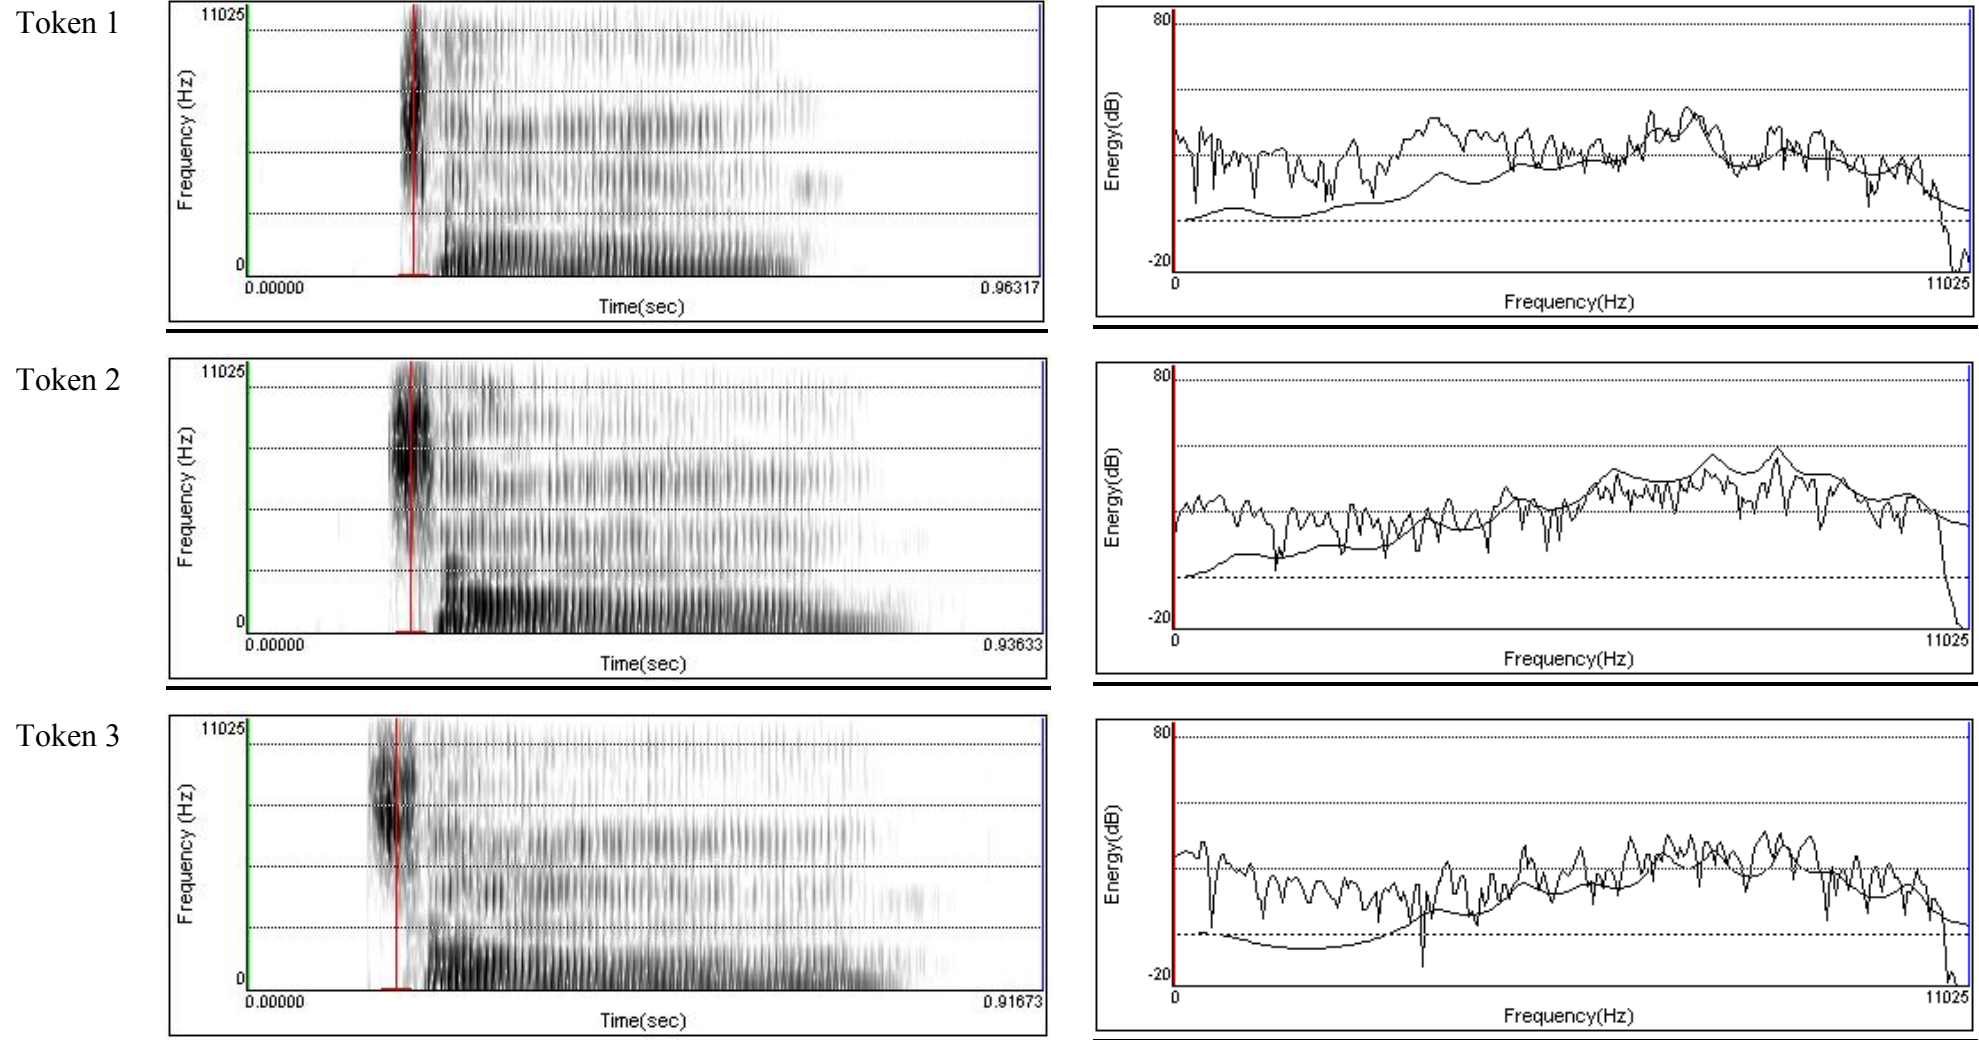 Token 1
11025
Frequency (Hz)
0
0.00000
0.96317
Time(sec)
80
Energy(dB)
-20
0
11025
Frequency(Hz)
Token 2
11025
Frequency (Hz)
0
0.00000
0.93633
Time(sec)
80
Energy(dB)
-20
0
11025
Frequency(Hz)
Token 3
11025
Frequency (Hz)
0
0.00000
0.91673
Time(sec)
80
Energy(dB)
-20
0
11025
Frequency(Hz)